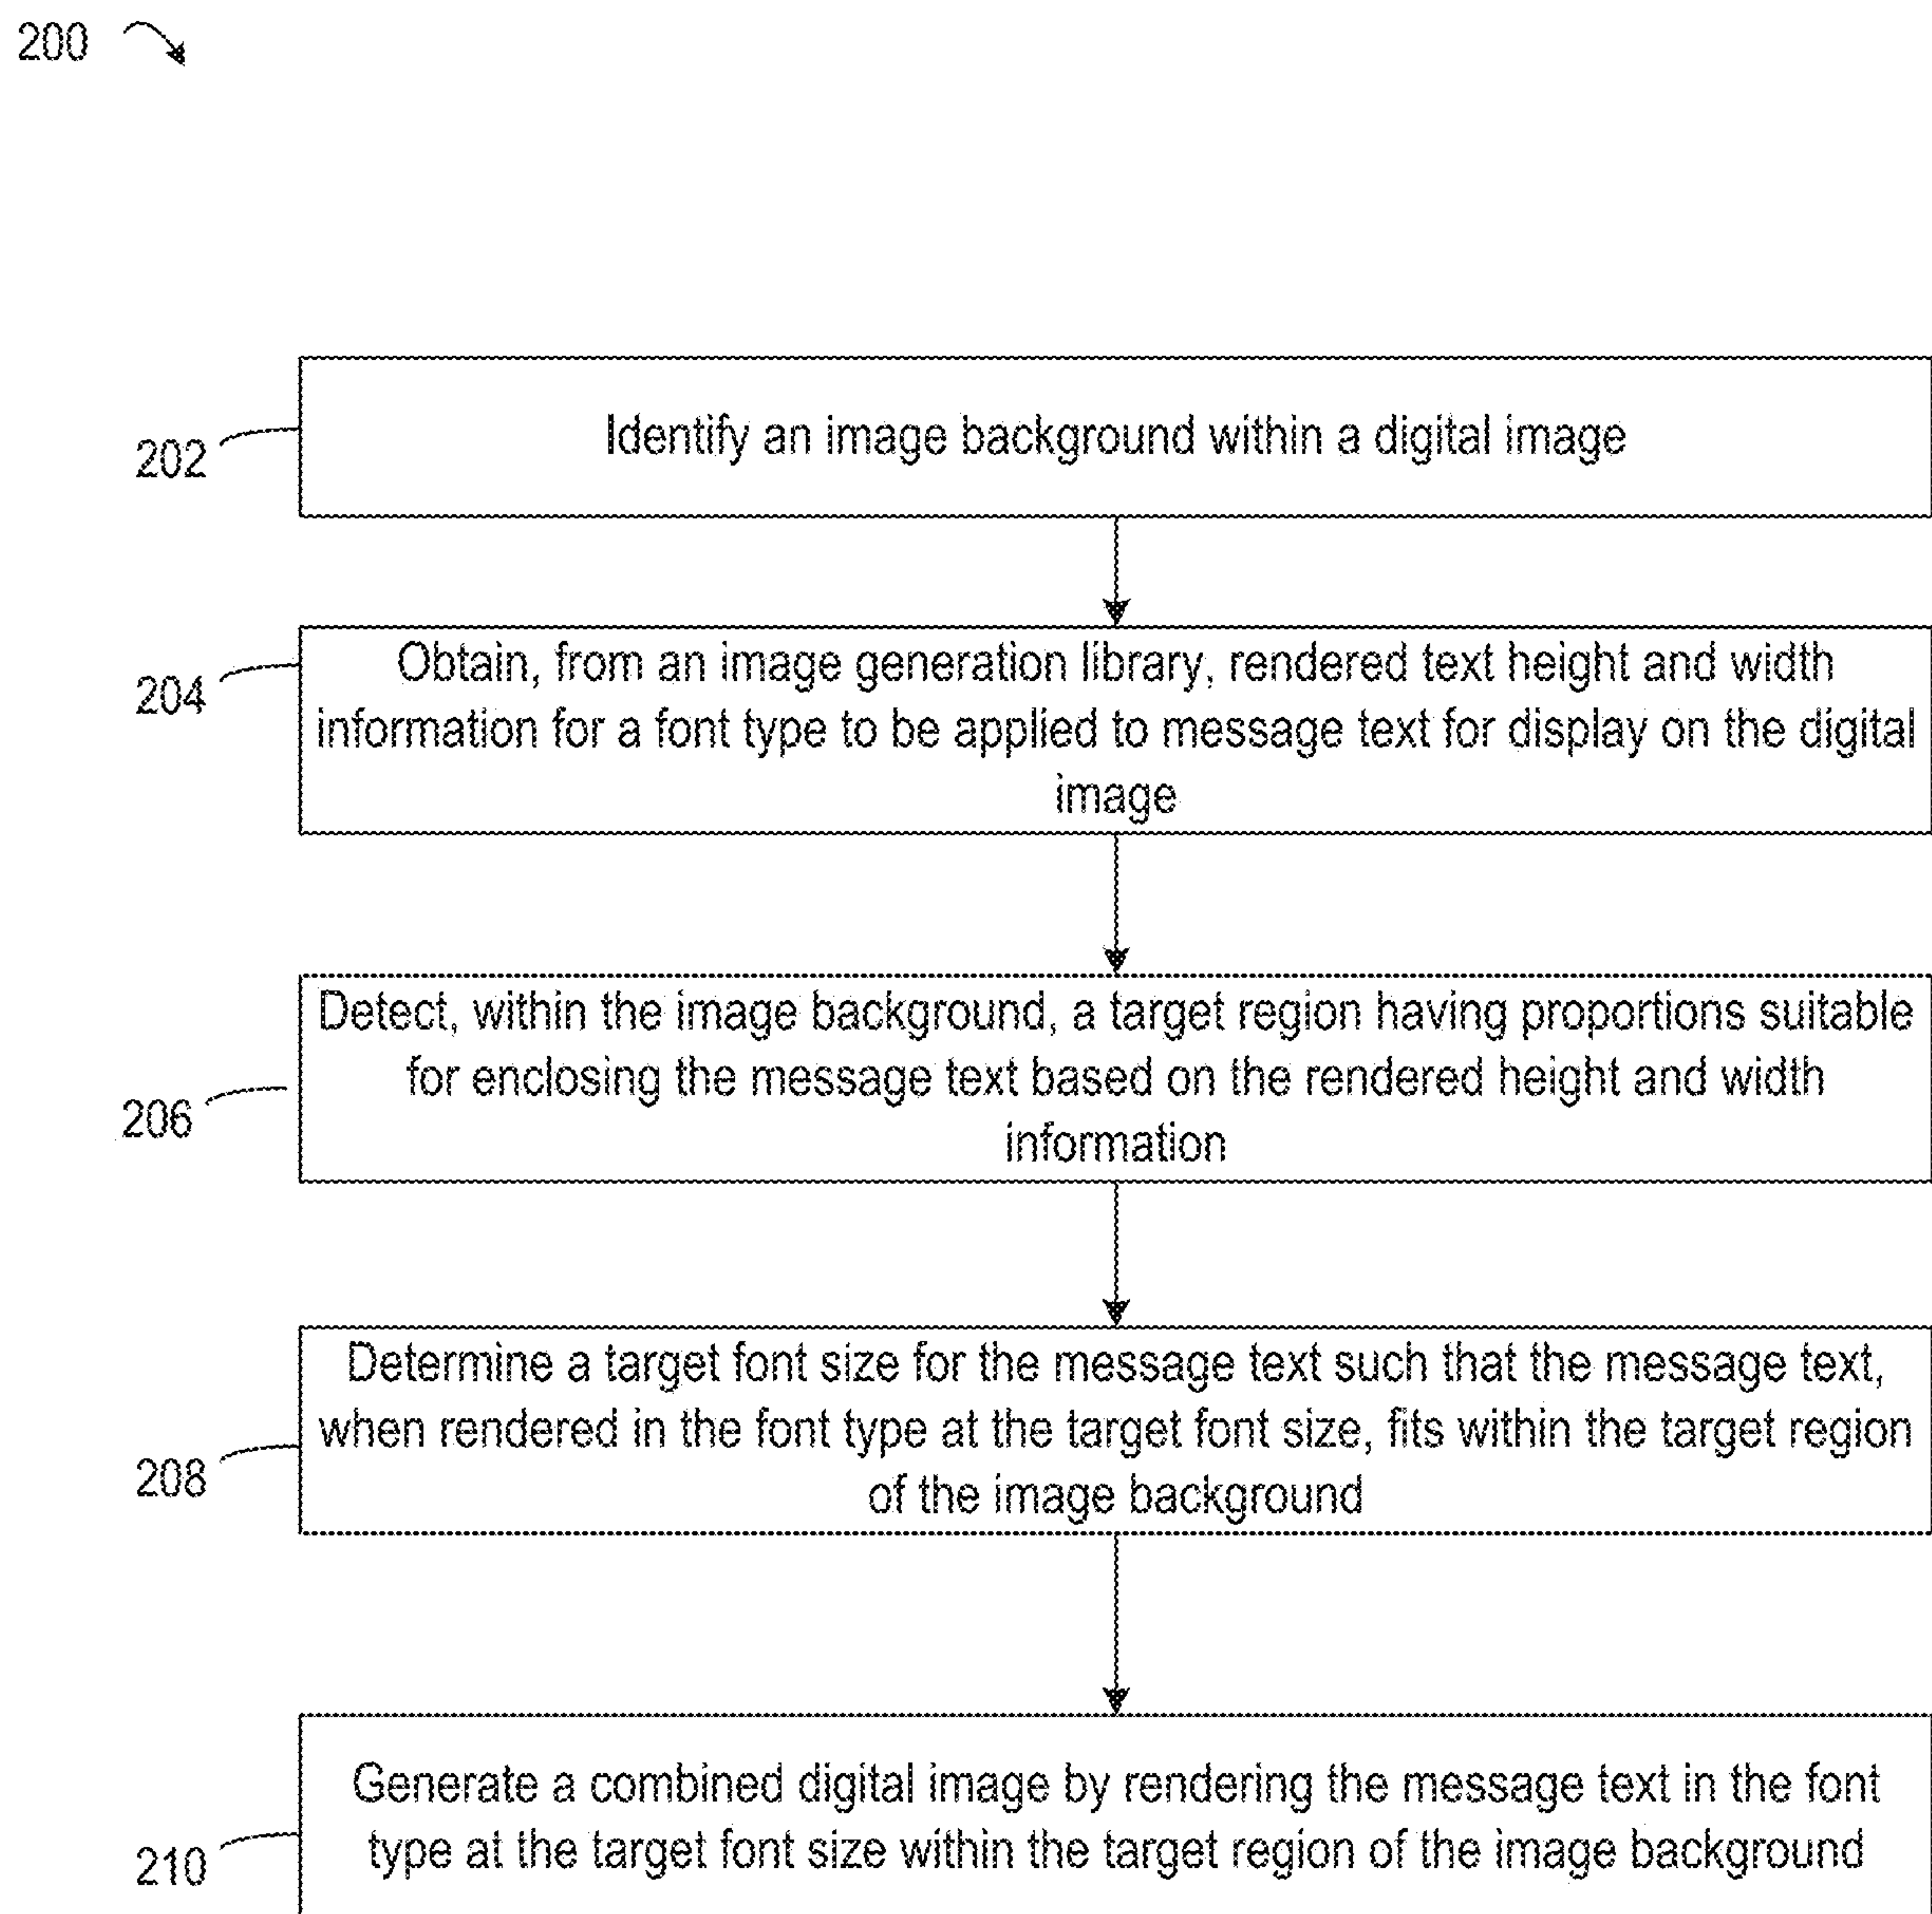 200
202
Identify an image background within a digital image
204
Obtain, from an image generation library, rendered text height and width
information for a font type to be applied to message text for display on the digital
image
206
Detect, within the image background, a target region having proportions suitable
for enclosing the message text based on the rendered height and width
information
208
Determine a target font size for the message text such that the message text,
when rendered in the font type at the target font size, fits within the target region
of the image background
210
Generate a combined digital image by rendering the message text in the font
type at the target font size within the target region of the image background